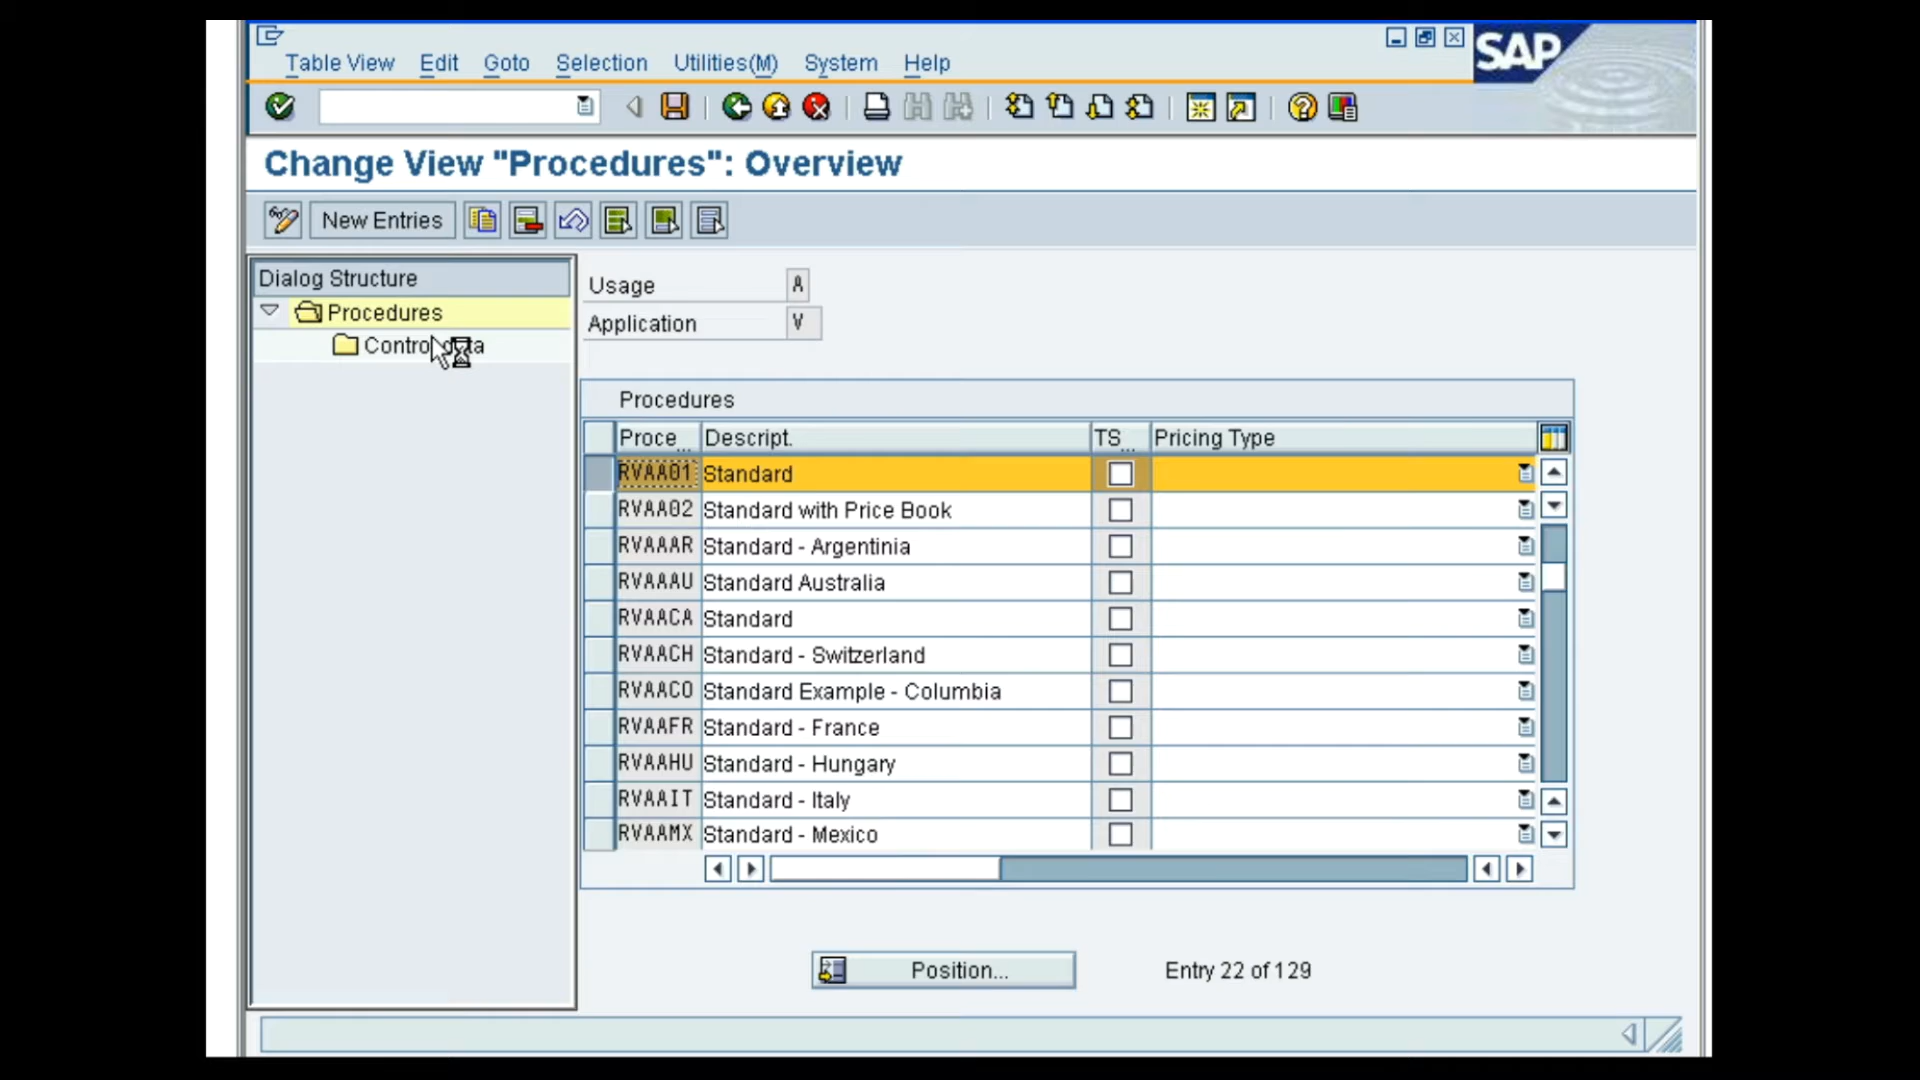 Table View Edit Goto Selection Utilities(M) System Help
SAP
Change View "Procedures": Overview
New Entries
Dialog Structure
Procedures
Control data
Usage A
Application V
Procedures
Proce... Descript. TS... Pricing Type
RVAA01 Standard
RVAA02 Standard with Price Book
RVAAAR Standard - Argentinia
RVAAAU Standard Australia
RVAACA Standard
RVAACH Standard - Switzerland
RVAACO Standard Example - Columbia
RVAAFR Standard - France
RVAAHU Standard - Hungary
RVAAIT Standard - Italy
RVAAMX Standard - Mexico
Position... Entry 22 of 129